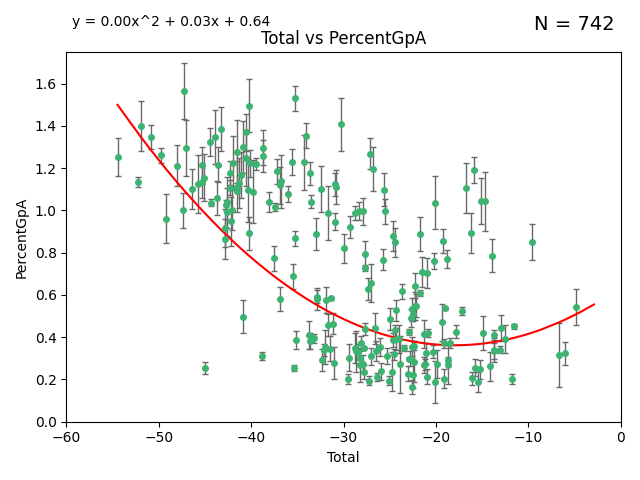 y = 0.00x^2 + 0.03x + 0.64
N = 742
Total vs PercentGpA
PercentGpA
1.6
1.4
1.2
1.0
0.8
0.6
0.4
0.2
0.0
−60 −50 −40 −30 −20 −10 0
Total